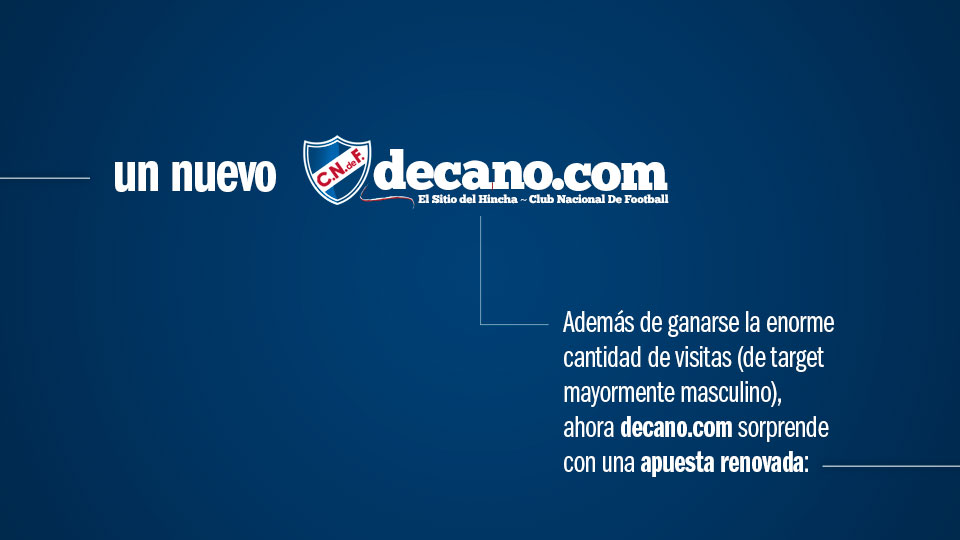 un nuevo C.N.deF. decano.com
El Sitio del Hincha ~ Club Nacional De Football
Además de ganarse la enorme
cantidad de visitas (de target
mayormente masculino),
ahora decano.com sorprende
con una apuesta renovada: